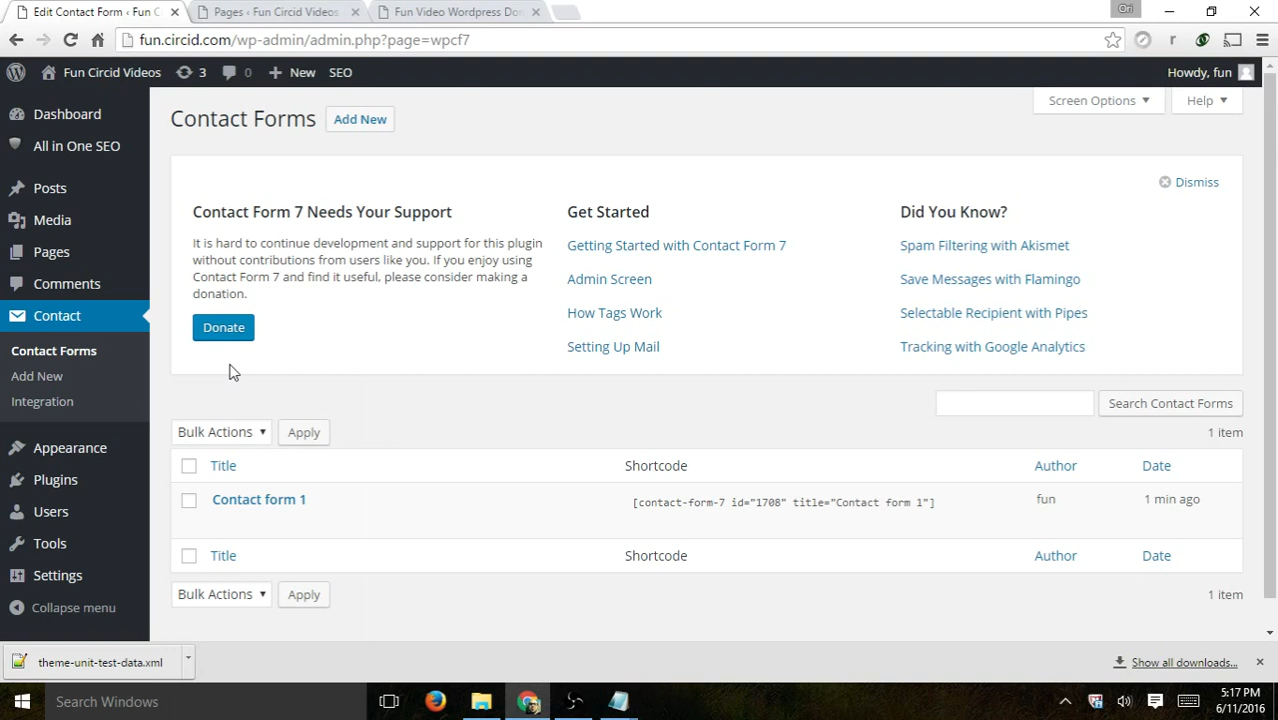 Edit Contact Form ‹ Fun C
Pages ‹ Fun Circid Videos
Fun Video Wordpress Do
Ori
fun.circid.com/wp-admin/admin.php?page=wpcf7
Fun Circid Videos
3
0
New
SEO
Howdy, fun
Dashboard
All in One SEO
Posts
Media
Pages
Comments
Contact
Contact Forms
Add New
Integration
Appearance
Plugins
Users
Tools
Settings
Collapse menu
Screen Options
Help
Contact Forms
Add New
Dismiss
Contact Form 7 Needs Your Support
It is hard to continue development and support for this plugin
without contributions from users like you. If you enjoy using
Contact Form 7 and find it useful, please consider making a
donation.
Donate
Get Started
Getting Started with Contact Form 7
Admin Screen
How Tags Work
Setting Up Mail
Did You Know?
Spam Filtering with Akismet
Save Messages with Flamingo
Selectable Recipient with Pipes
Tracking with Google Analytics
Search Contact Forms
Bulk Actions
Apply
1 item
Title
Shortcode
Author
Date
Contact form 1
[contact-form-7 id="1708" title="Contact form 1"]
fun
1 min ago
Title
Shortcode
Author
Date
Bulk Actions
Apply
1 item
theme-unit-test-data.xml
Show all downloads...
Search Windows
5:17 PM
6/11/2016